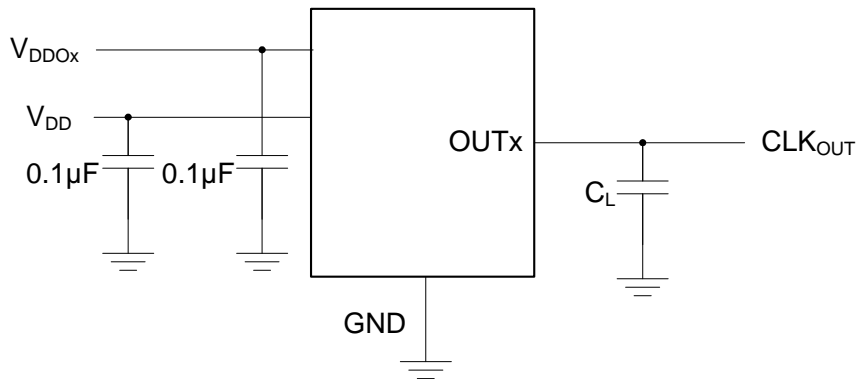 V_DDOx
V_DD
0.1µF
0.1µF
OUTx
CLK_OUT
C_L
GND